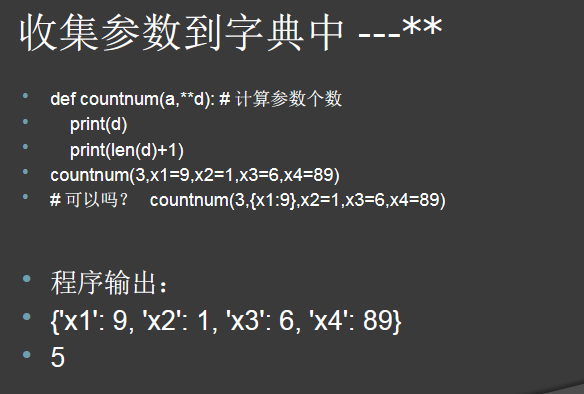 收集参数到字典中 ---**
def countnum(a,**d): # 计算参数个数
print(d)
print(len(d)+1)
countnum(3,x1=9,x2=1,x3=6,x4=89)
# 可以吗？ countnum(3,{x1:9},x2=1,x3=6,x4=89)
程序输出：
{'x1': 9, 'x2': 1, 'x3': 6, 'x4': 89}
5